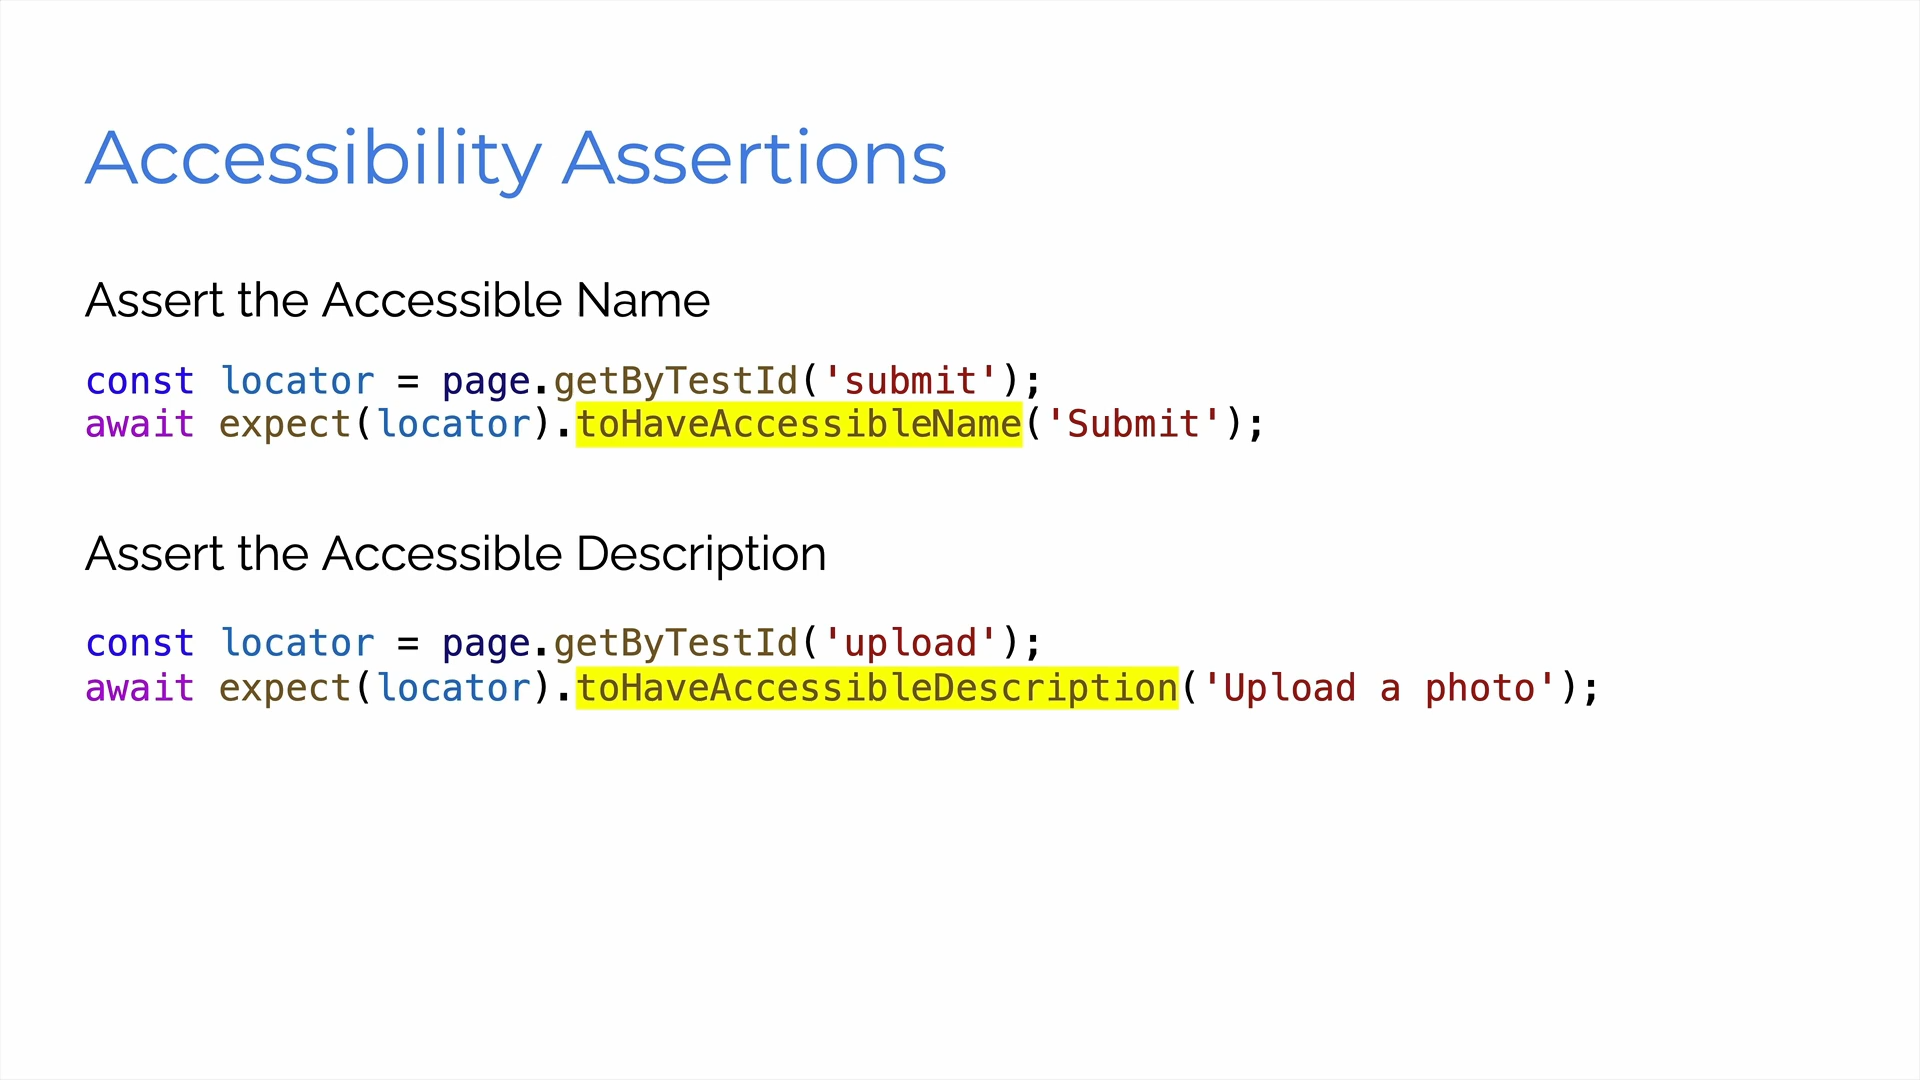 Accessibility Assertions
Assert the Accessible Name
const locator = page.getByTestId('submit');
await expect(locator).toHaveAccessibleName('Submit');
Assert the Accessible Description
const locator = page.getByTestId('upload');
await expect(locator).toHaveAccessibleDescription('Upload a photo');